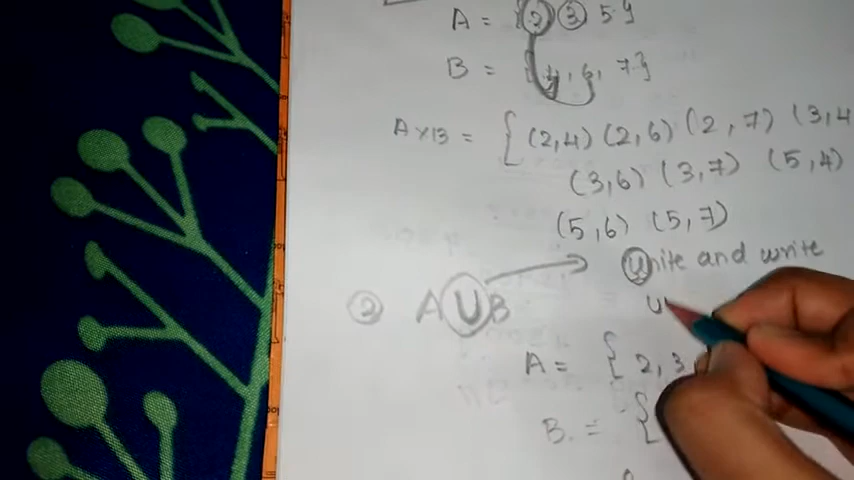 A = {2 3 5}
B = {4, 6, 7}
A×B = { (2,4) (2,6) (2,7) (3,4
(3,6) (3,7) (5,4)
(5,6) (5,7)
② A U B → Unite and write
U
A = { 2, 3
B = {